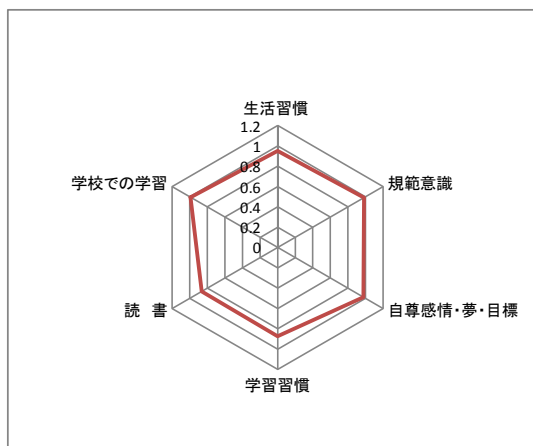 生活習慣
1.2
1
0.8
0.6
0.4
0.2
0
規範意識
自尊感情・夢・目標
学習習慣
読　書
学校での学習